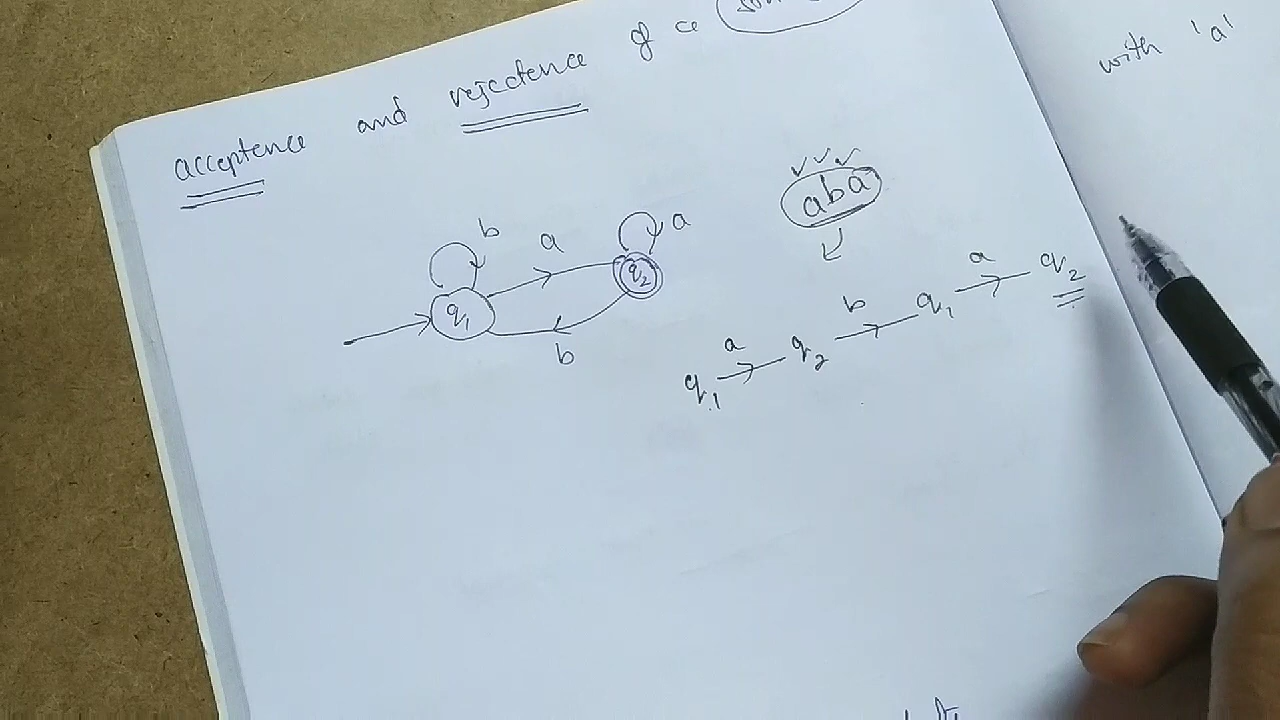 acceptence and rejectence of a
with 'a'
b
a
a
aba
q1
q2
b
q1 a q2 b q1 a q2